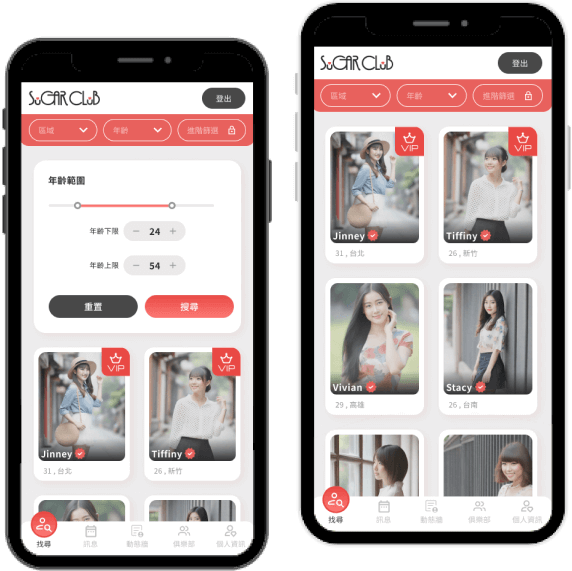 SUGAR CLUB
登出
區域
年齡
進階篩選
年齡範圍
年齡下限
− 24 +
年齡上限
− 54 +
重置
搜尋
VIP
VIP
Jinney
Tiffiny
31 , 台北
26 , 新竹
找尋
訊息
動態牆
俱樂部
個人資訊
SUGAR CLUB
登出
區域
年齡
進階篩選
VIP
VIP
Jinney
Tiffiny
31 , 台北
26 , 新竹
Vivian
Stacy
29 , 高雄
26 , 台南
找尋
訊息
動態牆
俱樂部
個人資訊